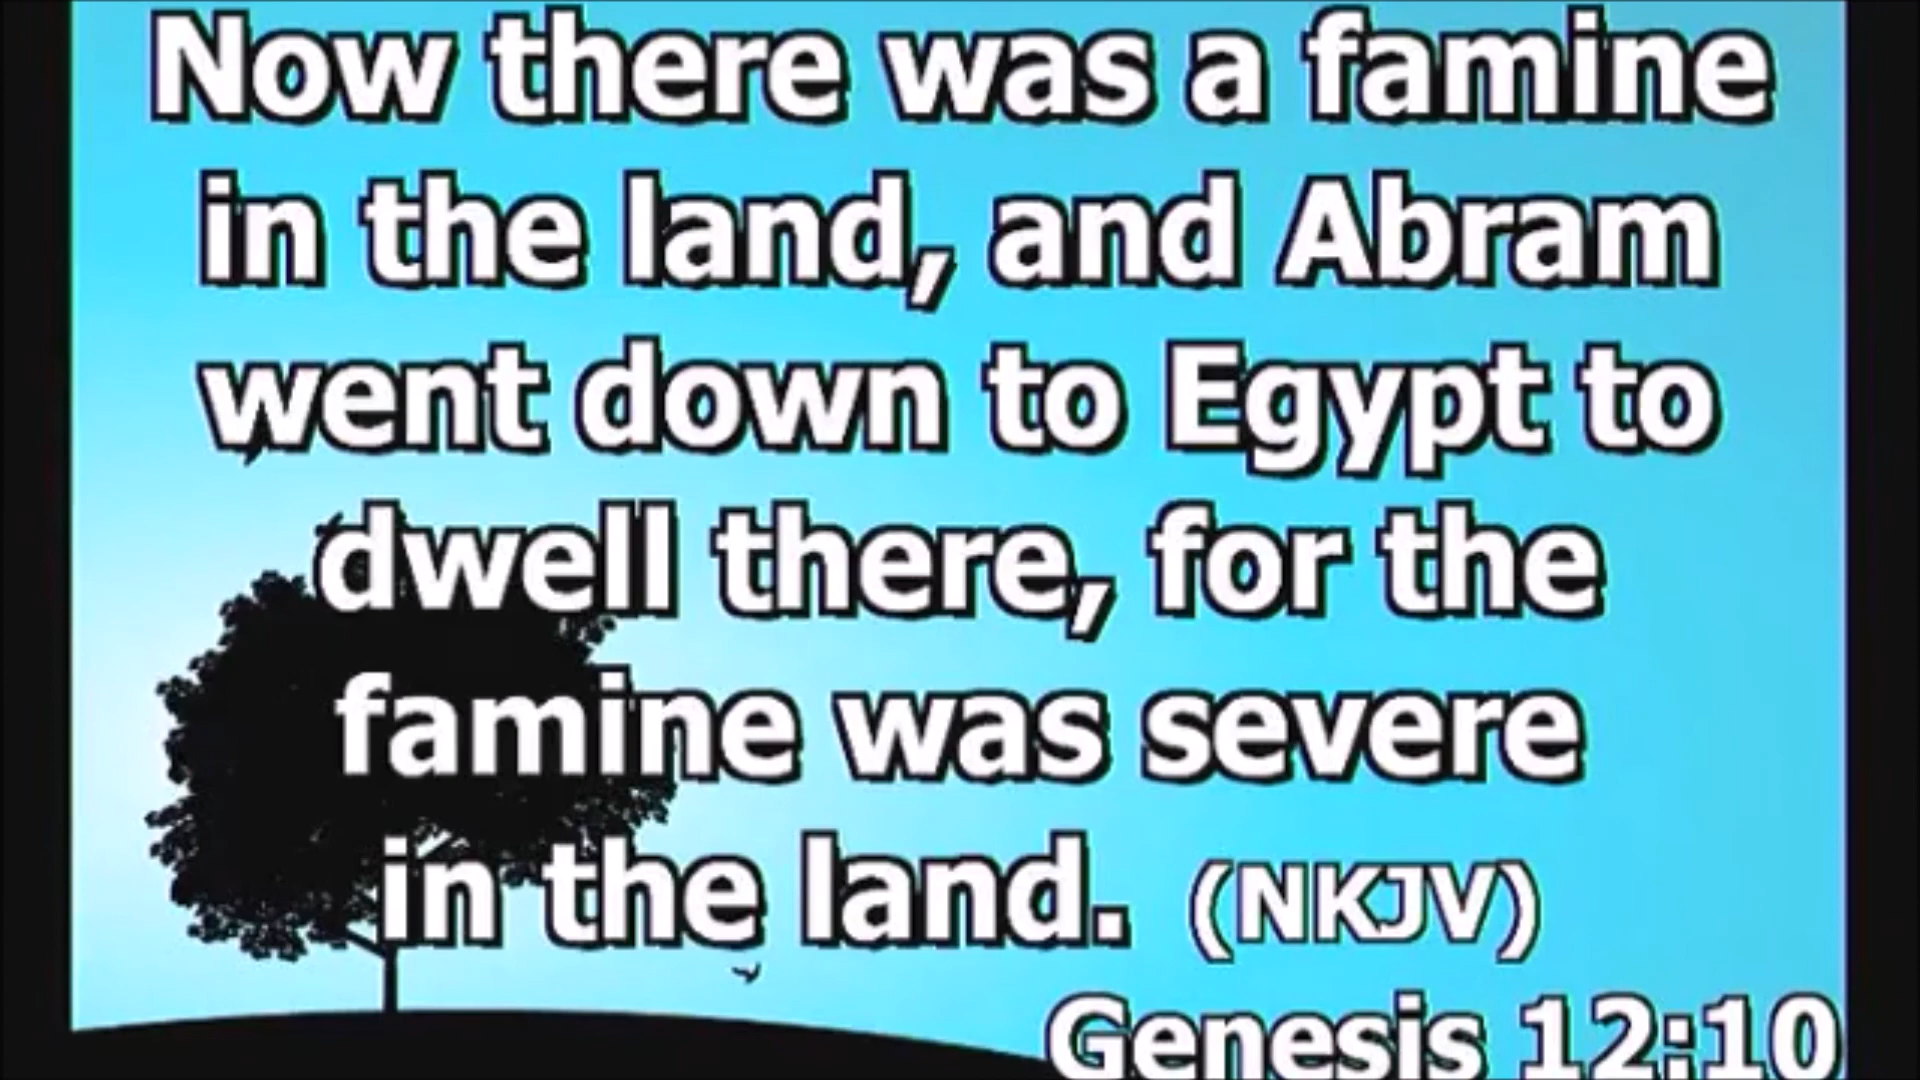 Now there was a famine
in the land, and Abram
went down to Egypt to
dwell there, for the
famine was severe
in the land. (NKJV)
Genesis 12:10